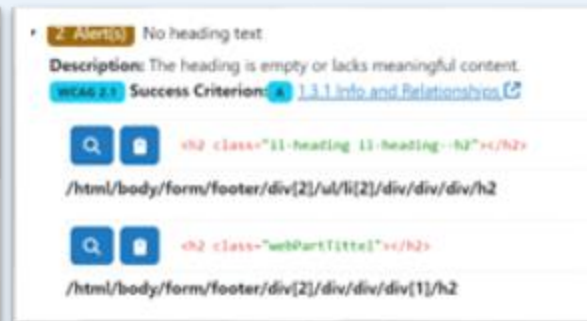 2 Alert(s) No heading text
Description: The heading is empty or lacks meaningful content.
WCAG 2.1 Success Criterion: A 1.3.1 Info and Relationships
<h2 class="il-heading il-heading--h2"></h2>
/html/body/form/footer/div[2]/ul/li[2]/div/div/div/h2
<h2 class="webPartTittel"></h2>
/html/body/form/footer/div[2]/div/div/div[1]/h2